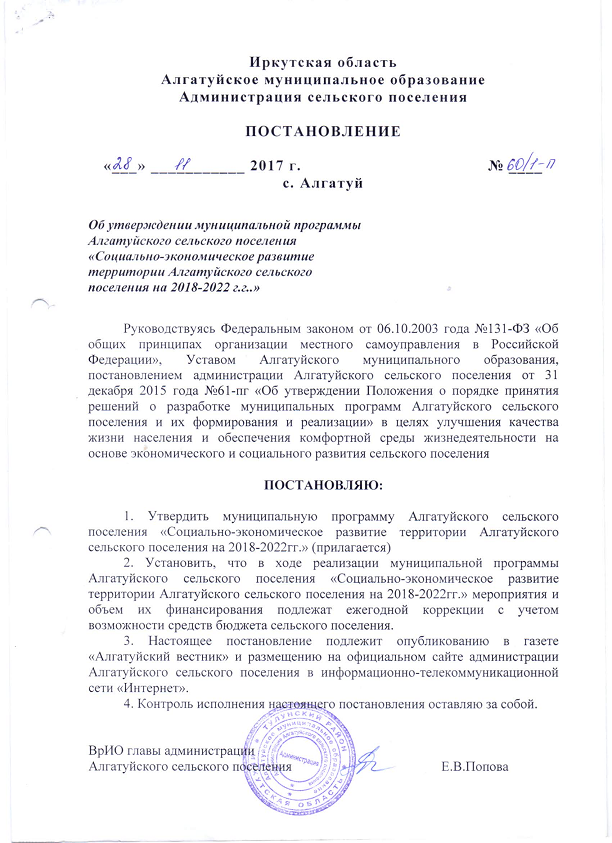 Иркутская область
Алгатуйское муниципальное образование
Администрация сельского поселения
ПОСТАНОВЛЕНИЕ
«28» 11 2017 г. № 60/1-п
с. Алгатуй
Об утверждении муниципальной программы
Алгатуйского сельского поселения
«Социально-экономическое развитие
территории Алгатуйского сельского
поселения на 2018-2022 г.г..»
Руководствуясь Федеральным законом от 06.10.2003 года №131-ФЗ «Об
общих принципах организации местного самоуправления в Российской
Федерации», Уставом Алгатуйского муниципального образования,
постановлением администрации Алгатуйского сельского поселения от 31
декабря 2015 года №61-пг «Об утверждении Положения о порядке принятия
решений о разработке муниципальных программ Алгатуйского сельского
поселения и их формирования и реализации» в целях улучшения качества
жизни населения и обеспечения комфортной среды жизнедеятельности на
основе экономического и социального развития сельского поселения
ПОСТАНОВЛЯЮ:
1. Утвердить муниципальную программу Алгатуйского сельского
поселения «Социально-экономическое развитие территории Алгатуйского
сельского поселения на 2018-2022гг.» (прилагается)
2. Установить, что в ходе реализации муниципальной программы
Алгатуйского сельского поселения «Социально-экономическое развитие
территории Алгатуйского сельского поселения на 2018-2022гг.» мероприятия и
объем их финансирования подлежат ежегодной коррекции с учетом
возможности средств бюджета сельского поселения.
3. Настоящее постановление подлежит опубликованию в газете
«Алгатуйский вестник» и размещению на официальном сайте администрации
Алгатуйского сельского поселения в информационно-телекоммуникационной
сети «Интернет».
4. Контроль исполнения настоящего постановления оставляю за собой.
ВрИО главы администрации
Алгатуйского сельского поселения Е.В.Попова
ТУЛУНСКИЙ РАЙОН
ИРКУТСКАЯ ОБЛАСТЬ
Алгатуйское муниципальное образование
Администрация